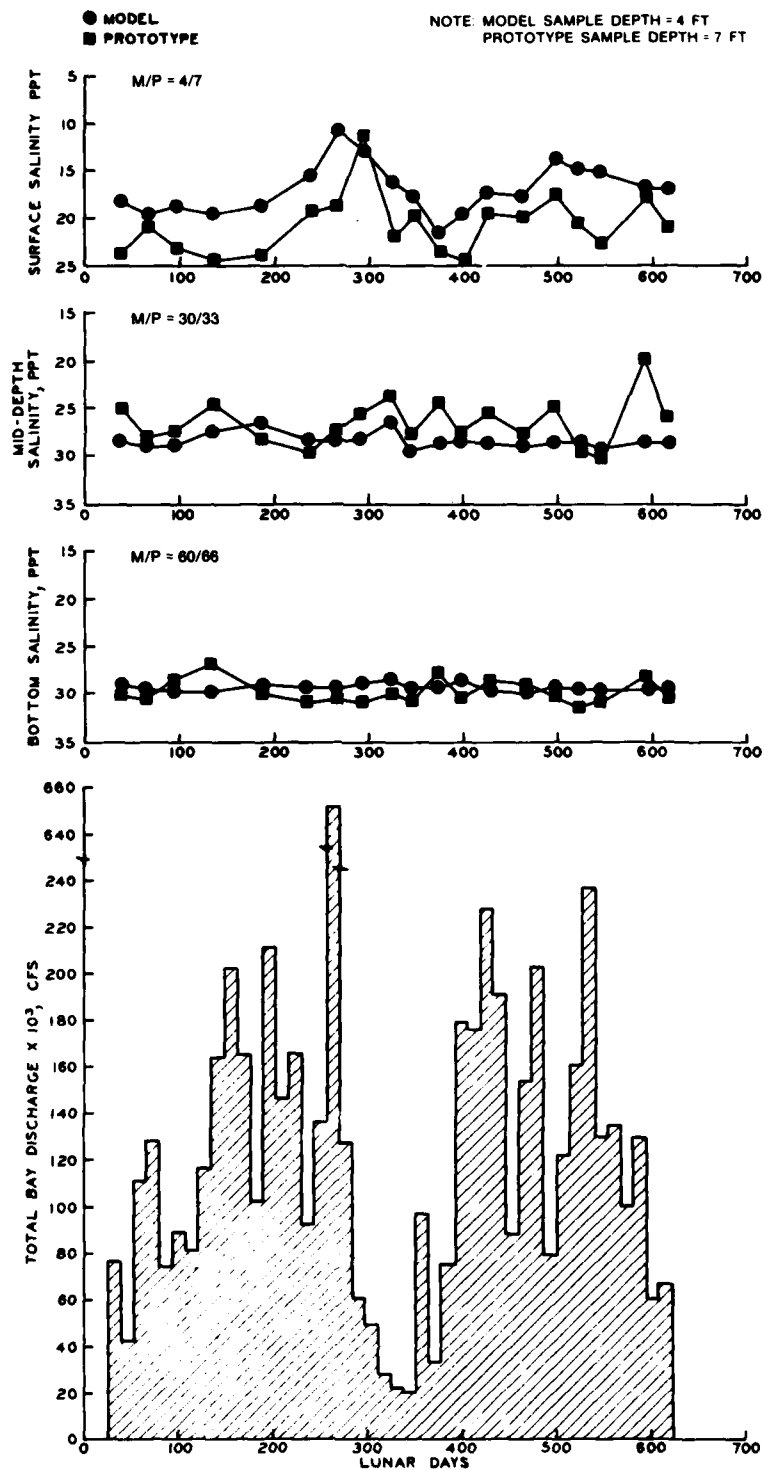 MODEL
PROTOTYPE
NOTE: MODEL SAMPLE DEPTH = 4 FT
PROTOTYPE SAMPLE DEPTH = 7 FT
SURFACE SALINITY PPT
M/P = 4/7
5
10
15
20
25
0 100 200 300 400 500 600 700
MID-DEPTH
SALINITY, PPT
M/P = 30/33
15
20
25
30
35
0 100 200 300 400 500 600 700
BOTTOM SALINITY, PPT
M/P = 60/66
15
20
25
30
35
0 100 200 300 400 500 600 700
TOTAL BAY DISCHARGE X 10³, CFS
660
640
240
220
200
180
160
140
120
100
80
60
40
20
0
0 100 200 300 400 500 600 700
LUNAR DAYS